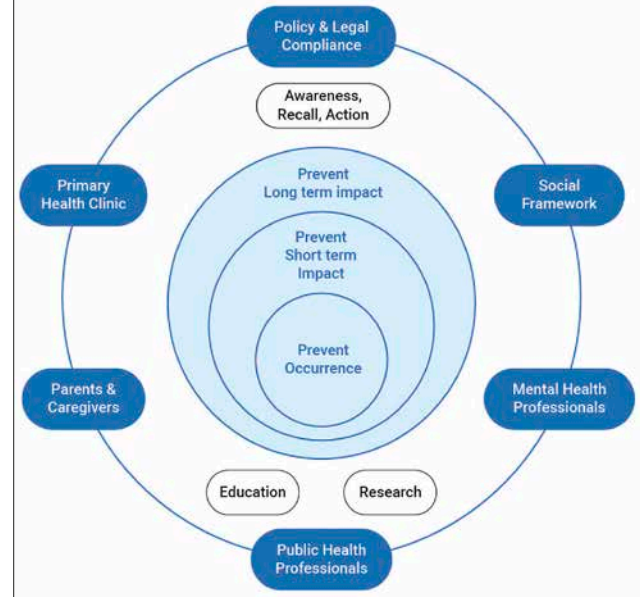 Policy & Legal
Compliance
Awareness,
Recall, Action
Primary
Health Clinic
Social
Framework
Prevent
Long term impact
Prevent
Short term
Impact
Prevent
Occurrence
Parents &
Caregivers
Mental Health
Professionals
Education
Research
Public Health
Professionals